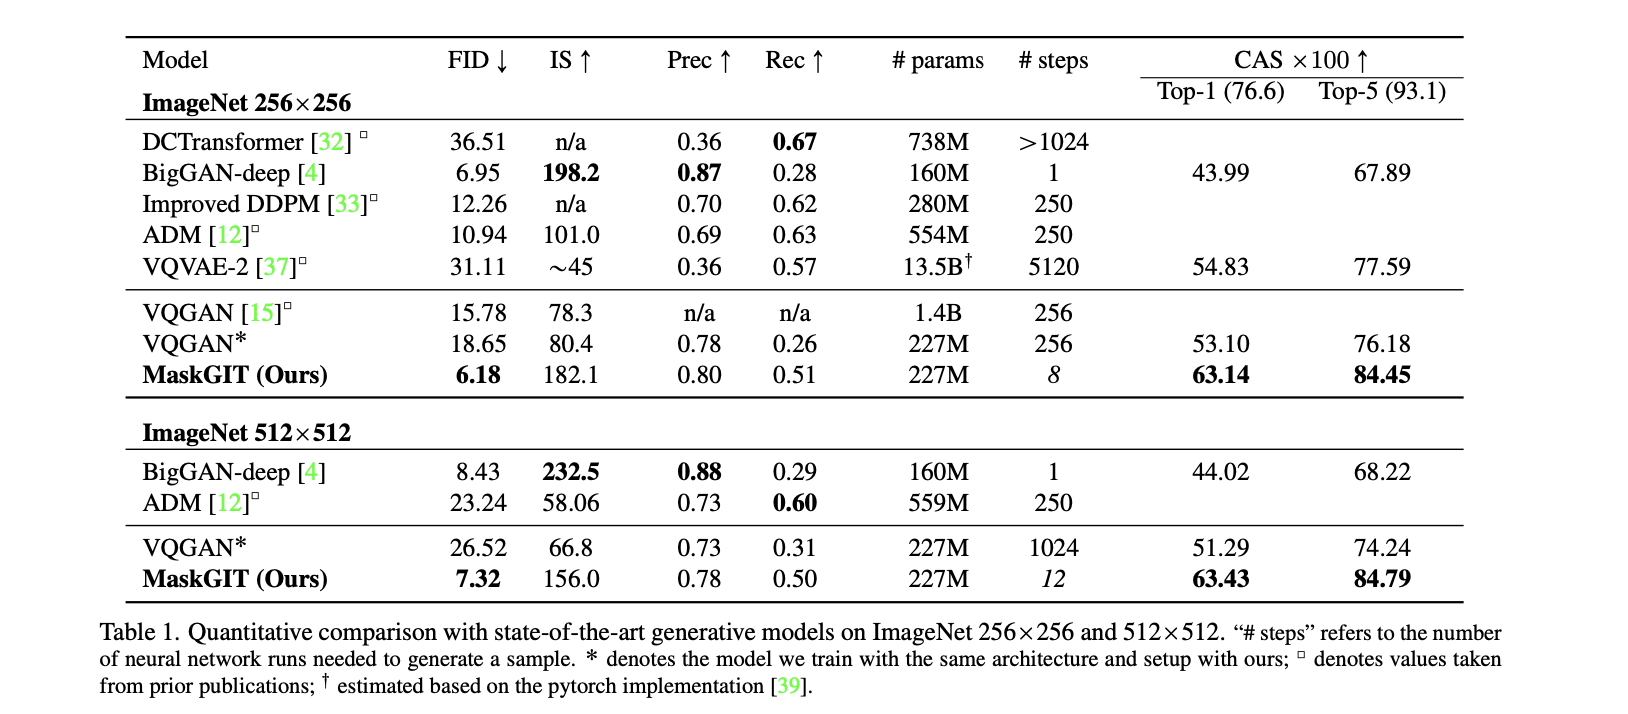 Model FID ↓ IS ↑ Prec ↑ Rec ↑ # params # steps CAS ×100 ↑
ImageNet 256×256 Top-1 (76.6) Top-5 (93.1)
DCTransformer [32] □ 36.51 n/a 0.36 0.67 738M >1024
BigGAN-deep [4] 6.95 198.2 0.87 0.28 160M 1 43.99 67.89
Improved DDPM [33]□ 12.26 n/a 0.70 0.62 280M 250
ADM [12]□ 10.94 101.0 0.69 0.63 554M 250
VQVAE-2 [37]□ 31.11 ∼45 0.36 0.57 13.5B† 5120 54.83 77.59
VQGAN [15]□ 15.78 78.3 n/a n/a 1.4B 256
VQGAN* 18.65 80.4 0.78 0.26 227M 256 53.10 76.18
MaskGIT (Ours) 6.18 182.1 0.80 0.51 227M 8 63.14 84.45
ImageNet 512×512
BigGAN-deep [4] 8.43 232.5 0.88 0.29 160M 1 44.02 68.22
ADM [12]□ 23.24 58.06 0.73 0.60 559M 250
VQGAN* 26.52 66.8 0.73 0.31 227M 1024 51.29 74.24
MaskGIT (Ours) 7.32 156.0 0.78 0.50 227M 12 63.43 84.79
Table 1. Quantitative comparison with state-of-the-art generative models on ImageNet 256×256 and 512×512. “# steps” refers to the number
of neural network runs needed to generate a sample. * denotes the model we train with the same architecture and setup with ours; □ denotes values taken
from prior publications; † estimated based on the pytorch implementation [39].